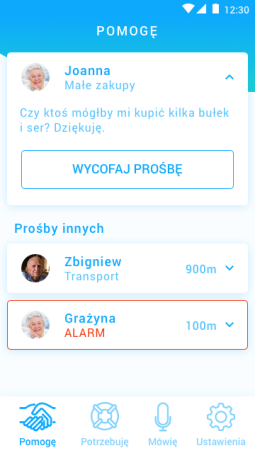 12:30
POMOGĘ
Joanna
Małe zakupy
Czy ktoś mógłby mi kupić kilka bułek
i ser? Dziękuję.
WYCOFAJ PROŚBĘ
Prośby innych
Zbigniew
Transport
900m
Grażyna
ALARM
100m
Pomogę Potrzebuję Mówię Ustawienia